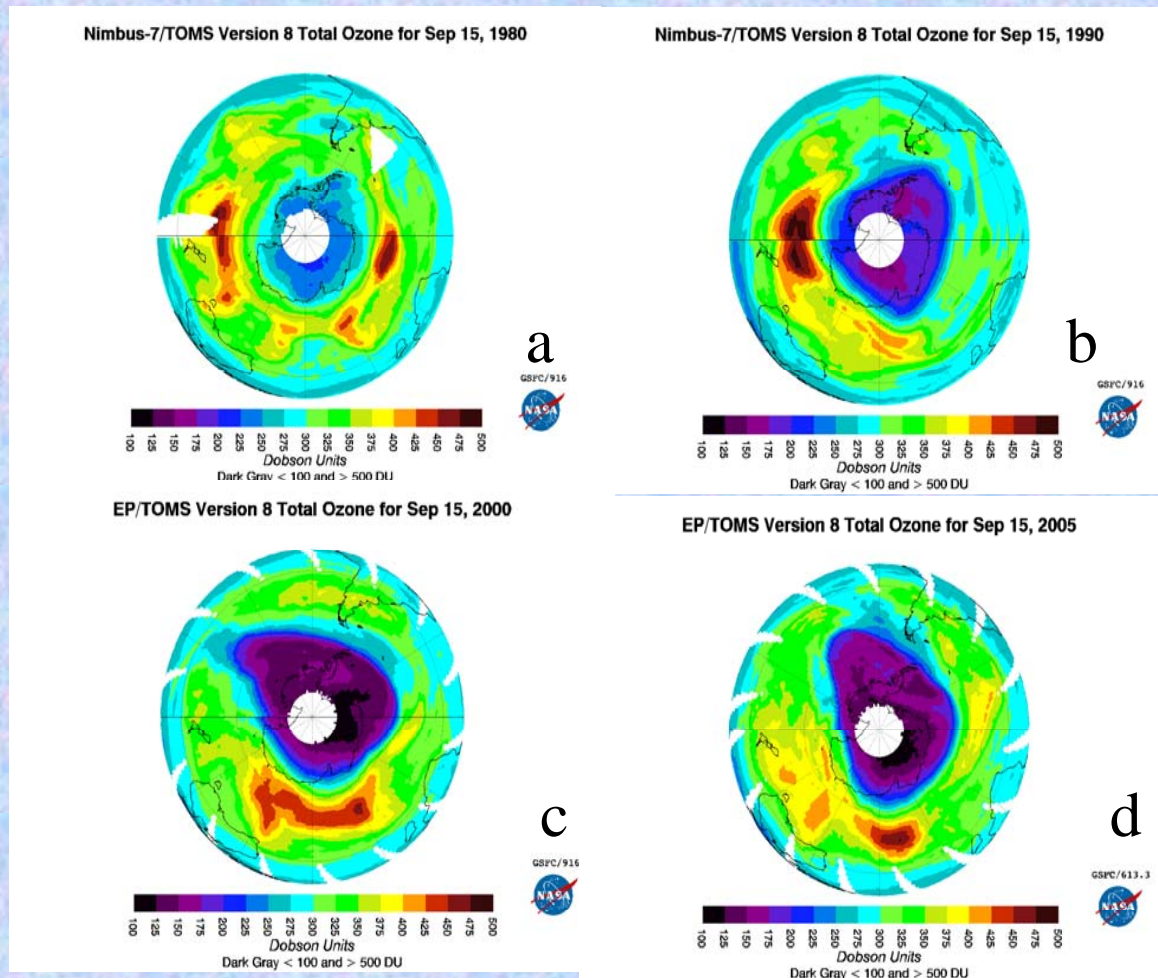 Nimbus-7/TOMS Version 8 Total Ozone for Sep 15, 1980
a
GSFC/916
NASA
100 125 150 175 200 225 250 275 300 325 350 375 400 425 450 475 500
Dobson Units
Dark Gray < 100 and > 500 DU
Nimbus-7/TOMS Version 8 Total Ozone for Sep 15, 1990
b
GSFC/916
NASA
100 125 150 175 200 225 250 275 300 325 350 375 400 425 450 475 500
Dobson Units
Dark Gray < 100 and > 500 DU
EP/TOMS Version 8 Total Ozone for Sep 15, 2000
c
GSFC/916
NASA
100 125 150 175 200 225 250 275 300 325 350 375 400 425 450 475 500
Dobson Units
Dark Gray < 100 and > 500 DU
EP/TOMS Version 8 Total Ozone for Sep 15, 2005
d
GSFC/613.3
NASA
100 125 150 175 200 225 250 275 300 325 350 375 400 425 450 475 500
Dobson Units
Dark Gray < 100 and > 500 DU